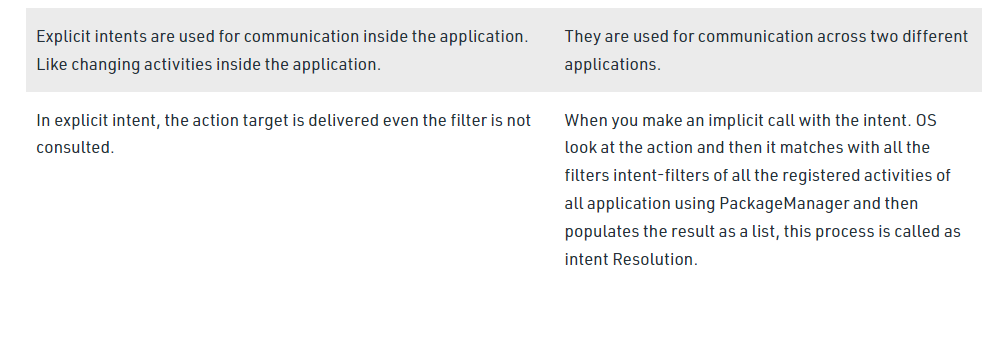 Explicit intents are used for communication inside the application.
Like changing activities inside the application.
They are used for communication across two different
applications.
In explicit intent, the action target is delivered even the filter is not
consulted.
When you make an implicit call with the intent. OS
look at the action and then it matches with all the
filters intent-filters of all the registered activities of
all application using PackageManager and then
populates the result as a list, this process is called as
intent Resolution.